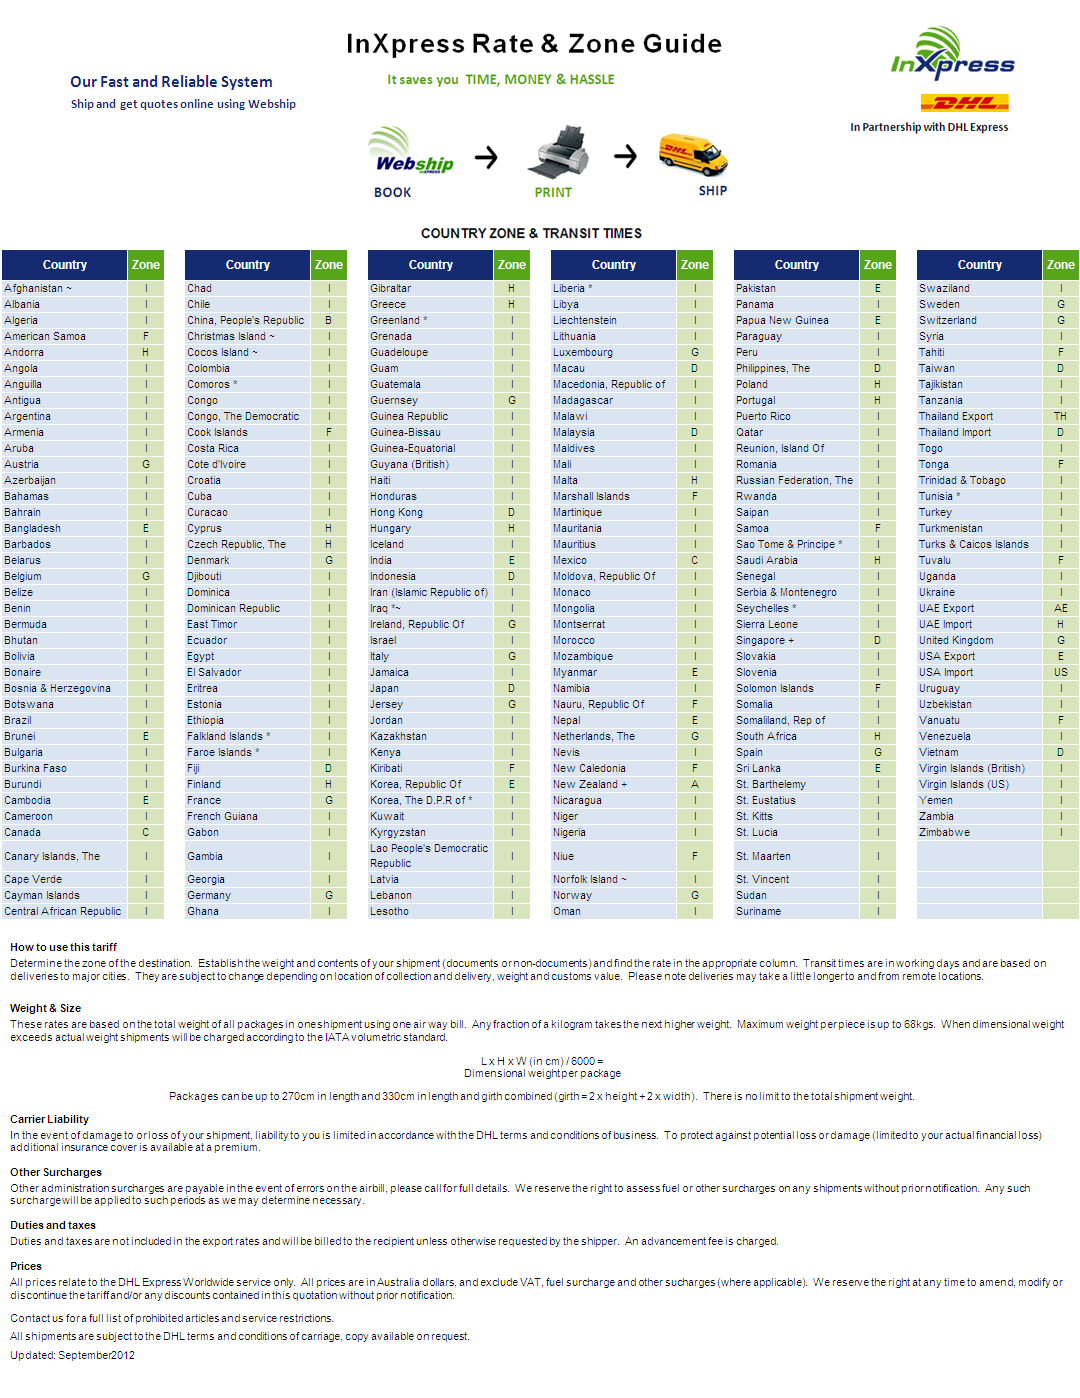 InXpress Rate & Zone Guide
InXpress
Our Fast and Reliable System
It saves you TIME, MONEY & HASSLE
Ship and get quotes online using Webship
DHL
In Partnership with DHL Express
Webship
INXPRESS
DHL
BOOK
PRINT
SHIP
COUNTRY ZONE & TRANSIT TIMES
Country Zone Country Zone Country Zone Country Zone Country Zone Country Zone
Afghanistan ~ I Chad I Gibraltar H Liberia * I Pakistan E Swaziland I
Albania I Chile I Greece H Libya I Panama I Sweden G
Algeria I China, People's Republic B Greenland * I Liechtenstein I Papua New Guinea E Switzerland G
American Samoa F Christmas Island ~ I Grenada I Lithuania I Paraguay I Syria I
Andorra H Cocos Island ~ I Guadeloupe I Luxembourg G Peru I Tahiti F
Angola I Colombia I Guam I Macau D Philippines, The D Taiwan D
Anguilla I Comoros * I Guatemala I Macedonia, Republic of I Poland H Tajikistan I
Antigua I Congo I Guernsey G Madagascar I Portugal H Tanzania I
Argentina I Congo, The Democratic I Guinea Republic I Malawi I Puerto Rico I Thailand Export TH
Armenia I Cook Islands F Guinea-Bissau I Malaysia D Qatar I Thailand Import D
Aruba I Costa Rica I Guinea-Equatorial I Maldives I Reunion, Island Of I Togo I
Austria G Cote d'Ivoire I Guyana (British) I Mali I Romania I Tonga F
Azerbaijan I Croatia I Haiti I Malta H Russian Federation, The I Trinidad & Tobago I
Bahamas I Cuba I Honduras I Marshall Islands F Rwanda I Tunisia * I
Bahrain I Curacao I Hong Kong D Martinique I Saipan I Turkey I
Bangladesh E Cyprus H Hungary H Mauritania I Samoa F Turkmenistan I
Barbados I Czech Republic, The H Iceland I Mauritius I Sao Tome & Principe * I Turks & Caicos Islands I
Belarus I Denmark G India E Mexico C Saudi Arabia H Tuvalu F
Belgium G Djibouti I Indonesia D Moldova, Republic Of I Senegal I Uganda I
Belize I Dominica I Iran (Islamic Republic of) I Monaco I Serbia & Montenegro I Ukraine I
Benin I Dominican Republic I Iraq *~ I Mongolia I Seychelles * I UAE Export AE
Bermuda I East Timor I Ireland, Republic Of G Montserrat I Sierra Leone I UAE Import H
Bhutan I Ecuador I Israel I Morocco I Singapore + D United Kingdom G
Bolivia I Egypt I Italy G Mozambique I Slovakia I USA Export E
Bonaire I El Salvador I Jamaica I Myanmar E Slovenia I USA Import US
Bosnia & Herzegovina I Eritrea I Japan D Namibia I Solomon Islands F Uruguay I
Botswana I Estonia I Jersey G Nauru, Republic Of F Somalia I Uzbekistan I
Brazil I Ethiopia I Jordan I Nepal E Somaliland, Rep of I Vanuatu F
Brunei E Falkland Islands * I Kazakhstan I Netherlands, The G South Africa H Venezuela I
Bulgaria I Faroe Islands * I Kenya I Nevis I Spain G Vietnam D
Burkina Faso I Fiji D Kiribati F New Caledonia F Sri Lanka E Virgin Islands (British) I
Burundi I Finland H Korea, Republic Of E New Zealand + A St. Barthelemy I Virgin Islands (US) I
Cambodia E France G Korea, The D.P.R of * I Nicaragua I St. Eustatius I Yemen I
Cameroon I French Guiana I Kuwait I Niger I St. Kitts I Zambia I
Canada C Gabon I Kyrgyzstan I Nigeria I St. Lucia I Zimbabwe I
Canary Islands, The I Gambia I Lao People's Democratic Republic I Niue F St. Maarten I
Cape Verde I Georgia I Latvia I Norfolk Island ~ I St. Vincent I
Cayman Islands I Germany G Lebanon I Norway G Sudan I
Central African Republic I Ghana I Lesotho I Oman I Suriname I
How to use this tariff
Determine the zone of the destination. Establish the weight and contents of your shipment (documents or non-documents) and find the rate in the appropriate column. Transit times are in working days and are based on
deliveries to major cities. They are subject to change depending on location of collection and delivery, weight and customs value. Please note deliveries may take a little longer to and from remote locations.
Weight & Size
These rates are based on the total weight of all packages in one shipment using one air way bill. Any fraction of a kilogram takes the next higher weight. Maximum weight per piece is up to 68kgs. When dimensional weight
exceeds actual weight shipments will be charged according to the IATA volumetric standard.
L x H x W (in cm) / 6000 =
Dimensional weight per package
Packages can be up to 270cm in length and 330cm in length and girth combined (girth = 2 x height + 2 x width). There is no limit to the total shipment weight.
Carrier Liability
In the event of damage to or loss of your shipment, liability to you is limited in accordance with the DHL terms and conditions of business. To protect against potential loss or damage (limited to your actual financial loss)
additional insurance cover is available at a premium.
Other Surcharges
Other administration surcharges are payable in the event of errors on the airbill, please call for full details. We reserve the right to assess fuel or other surcharges on any shipments without prior notification. Any such
surcharge will be applied to such periods as we may determine necessary.
Duties and taxes
Duties and taxes are not included in the export rates and will be billed to the recipient unless otherwise requested by the shipper. An advancement fee is charged.
Prices
All prices relate to the DHL Express Worldwide service only. All prices are in Australia dollars, and exclude VAT, fuel surcharge and other sucharges (where applicable). We reserve the right at any time to amend, modify or
discontinue the tariff and/or any discounts contained in this quotation without prior notification.
Contact us for a full list of prohibited articles and service restrictions.
All shipments are subject to the DHL terms and conditions of carriage, copy available on request.
Updated: September2012